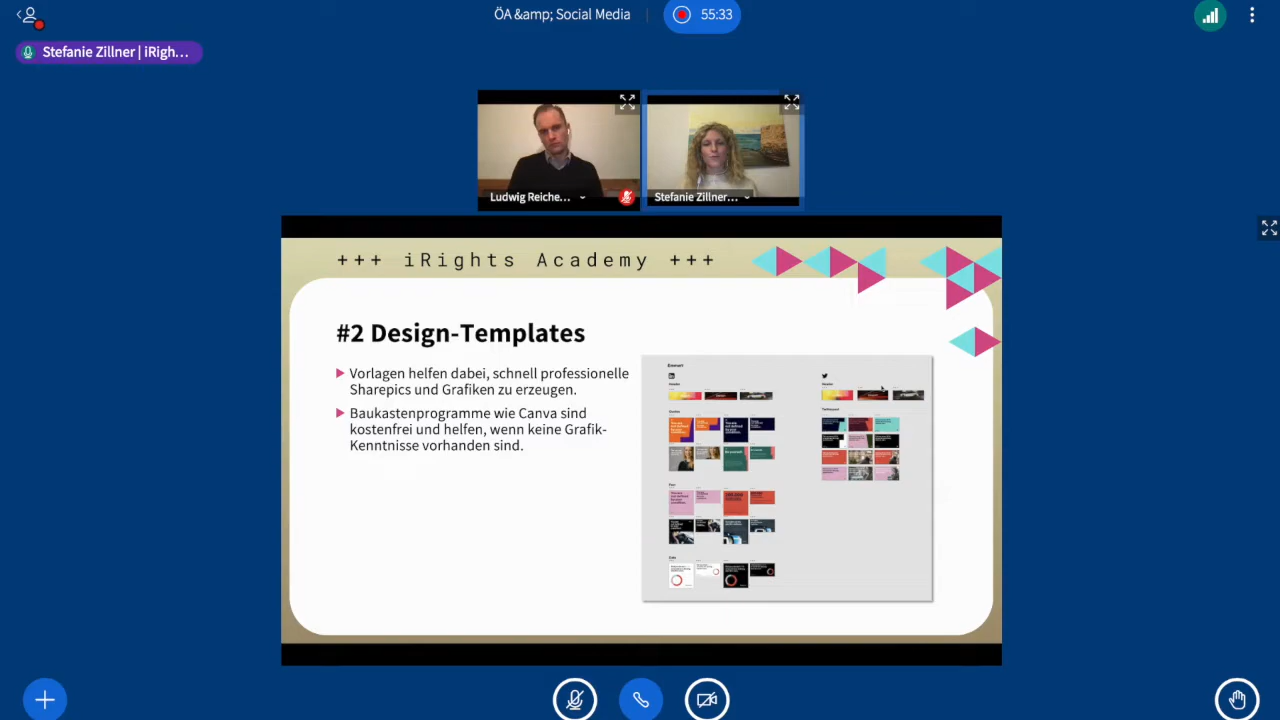 ÖA &amp; Social Media
55:33
Stefanie Zillner | iRigh...
Ludwig Reiche...
Stefanie Zillner...
+++ iRights Academy +++
#2 Design-Templates
Vorlagen helfen dabei, schnell professionelle
Sharepics und Grafiken zu erzeugen.
Baukastenprogramme wie Canva sind
kostenfrei und helfen, wenn keine Grafik-
Kenntnisse vorhanden sind.